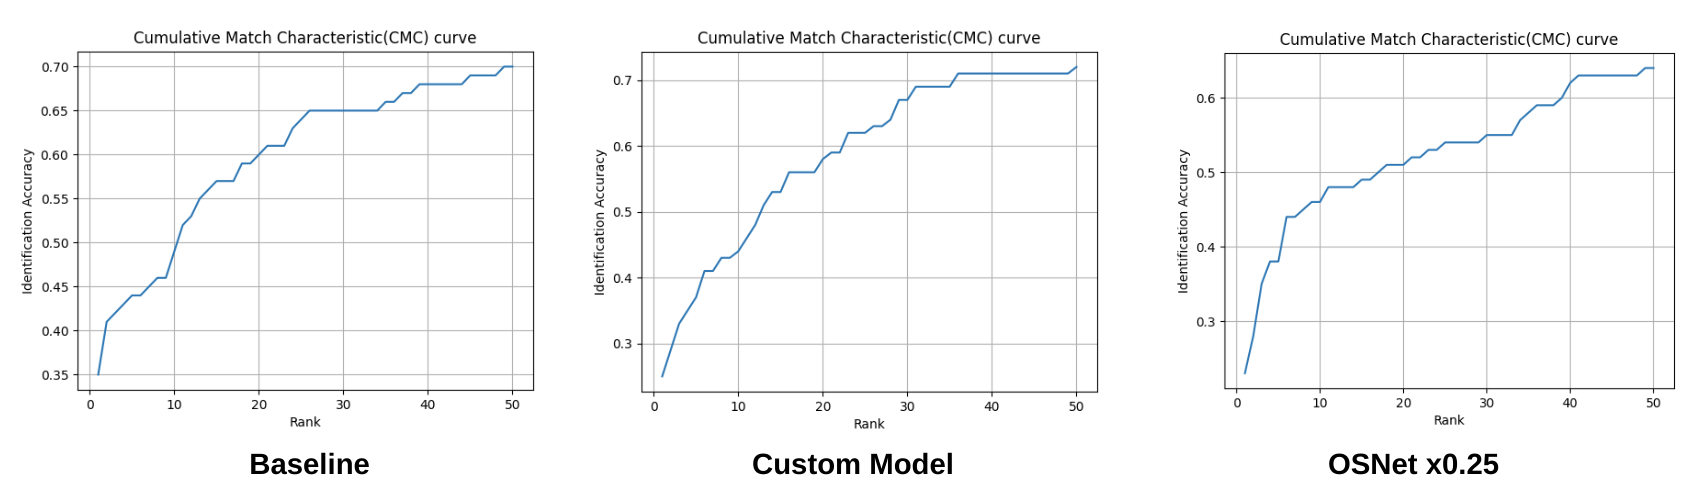 Cumulative Match Characteristic(CMC) curve
Identification Accuracy
0.70
0.65
0.60
0.55
0.50
0.45
0.40
0.35
0 10 20 30 40 50
Rank
Baseline
Cumulative Match Characteristic(CMC) curve
Identification Accuracy
0.7
0.6
0.5
0.4
0.3
0 10 20 30 40 50
Rank
Custom Model
Cumulative Match Characteristic(CMC) curve
Identification Accuracy
0.6
0.5
0.4
0.3
0 10 20 30 40 50
Rank
OSNet x0.25